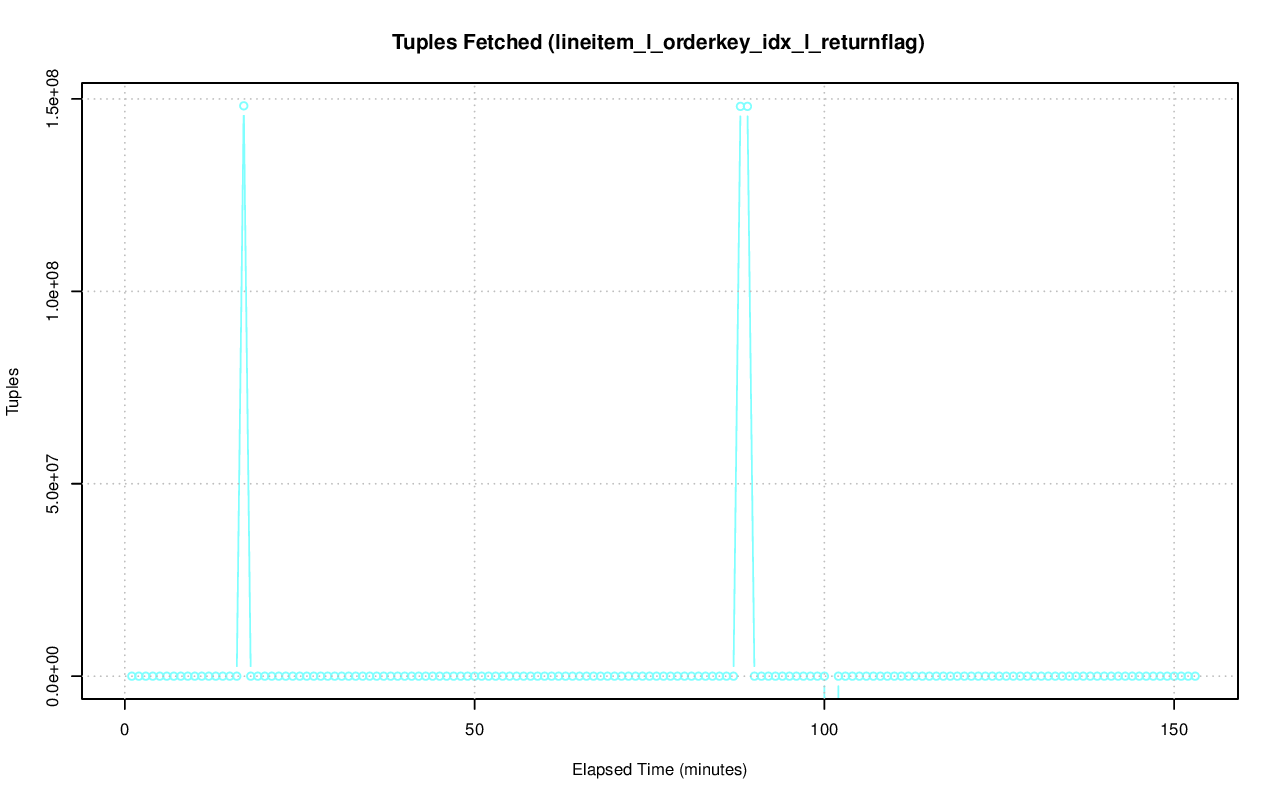 Tuples Fetched (lineitem_l_orderkey_idx_l_returnflag)
1.5e+08
1.0e+08
5.0e+07
0.0e+00
Tuples
0 50 100 150
Elapsed Time (minutes)